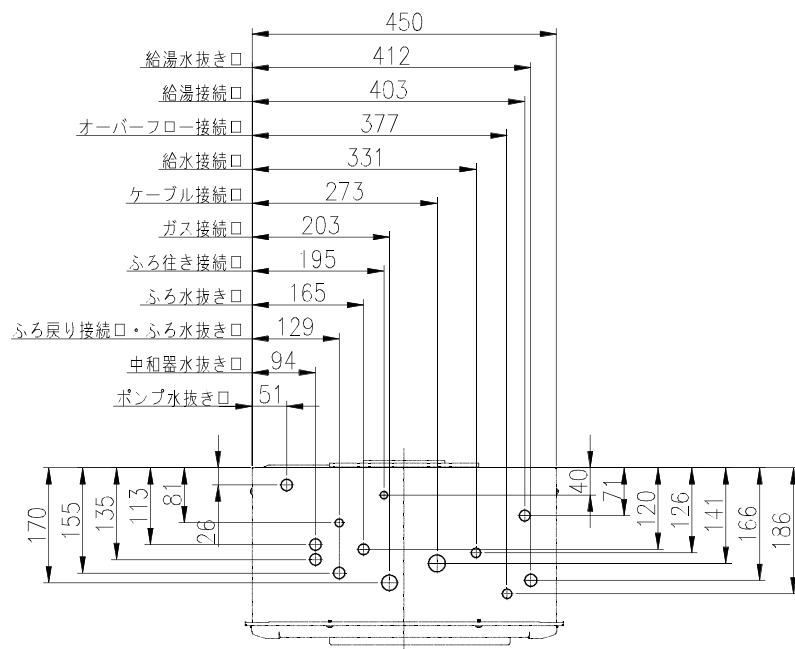 450
給湯水抜き口 412
給湯接続口 403
オーバーフロー接続口 377
給水接続口 331
ケーブル接続口 273
ガス接続口 203
ふろ往き接続口 195
ふろ水抜き口 165
ふろ戻り接続口・ふろ水抜き口 129
中和器水抜き口 94
ポンプ水抜き口 51
170
155
135
113
81
26
40
71
120
126
141
166
186